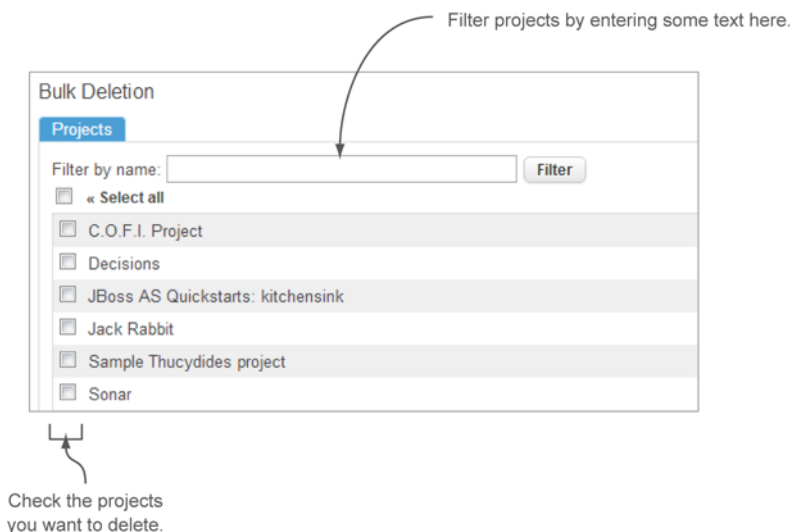 Filter projects by entering some text here.
Bulk Deletion
Projects
Filter by name: Filter
« Select all
C.O.F.I. Project
Decisions
JBoss AS Quickstarts: kitchensink
Jack Rabbit
Sample Thucydides project
Sonar
Check the projects
you want to delete.